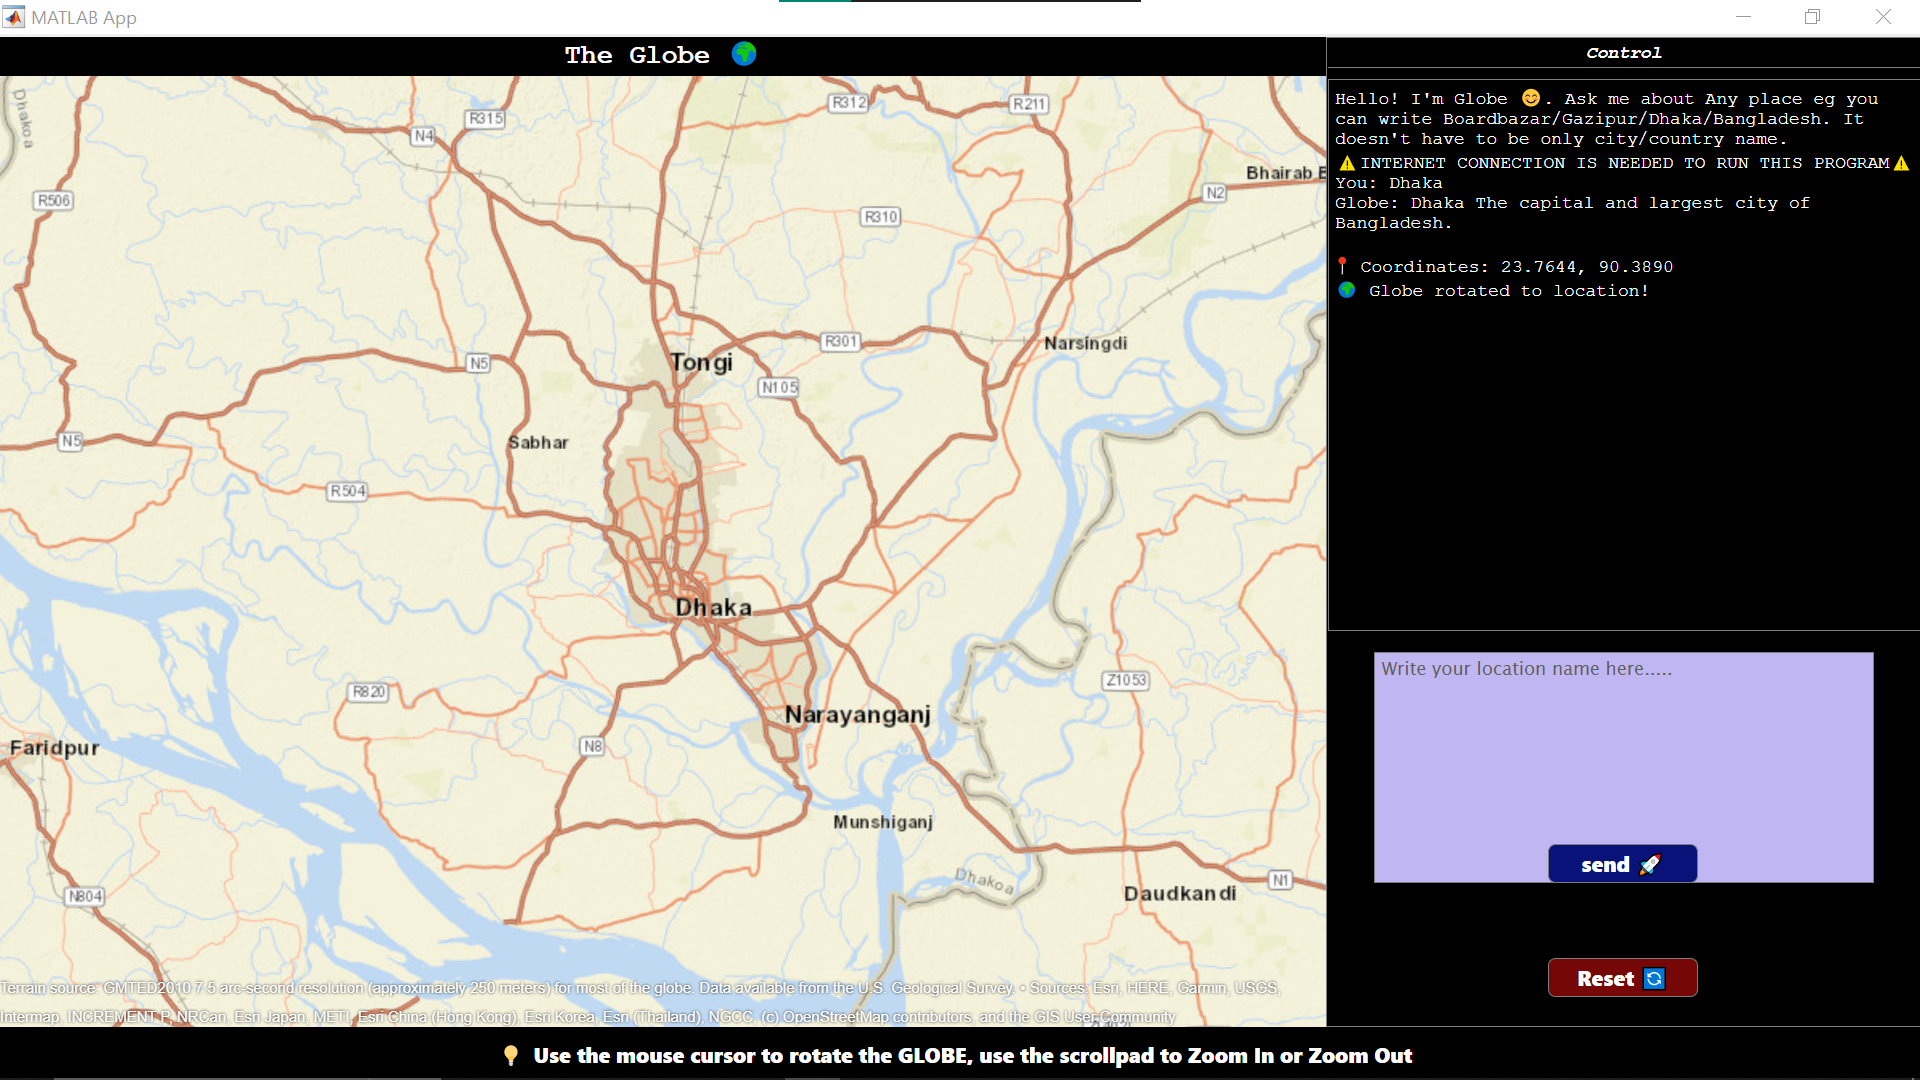 MATLAB App
The Globe 🌍
Control
Hello! I'm Globe 😊. Ask me about Any place eg you
can write Boardbazar/Gazipur/Dhaka/Bangladesh. It
doesn't have to be only city/country name.
⚠️INTERNET CONNECTION IS NEEDED TO RUN THIS PROGRAM⚠️
You: Dhaka
Globe: Dhaka The capital and largest city of
Bangladesh.
📍 Coordinates: 23.7644, 90.3890
🌍 Globe rotated to location!
Write your location name here.....
send 🚀
Reset 🔄
Dhakoa
R315
N4
R312
R211
Bhairab B
N2
R506
R310
Tongi
R301
Narsingdi
N5
N105
N5
Sabhar
R504
Dhaka
R820
Z1053
Narayanganj
N8
Faridpur
Munshiganj
Dhakoa
Daudkandi
N1
N804
Terrain source: GMTED2010 7.5 arc-second resolution (approximately 250 meters) for most of the globe. Data available from the U.S. Geological Survey. • Sources: Esri, HERE, Garmin, USGS,
Intermap, INCREMENT P, NRCan, Esri Japan, METI, Esri China (Hong Kong), Esri Korea, Esri (Thailand), NGCC, (c) OpenStreetMap contributors, and the GIS User Community
💡 Use the mouse cursor to rotate the GLOBE, use the scrollpad to Zoom In or Zoom Out